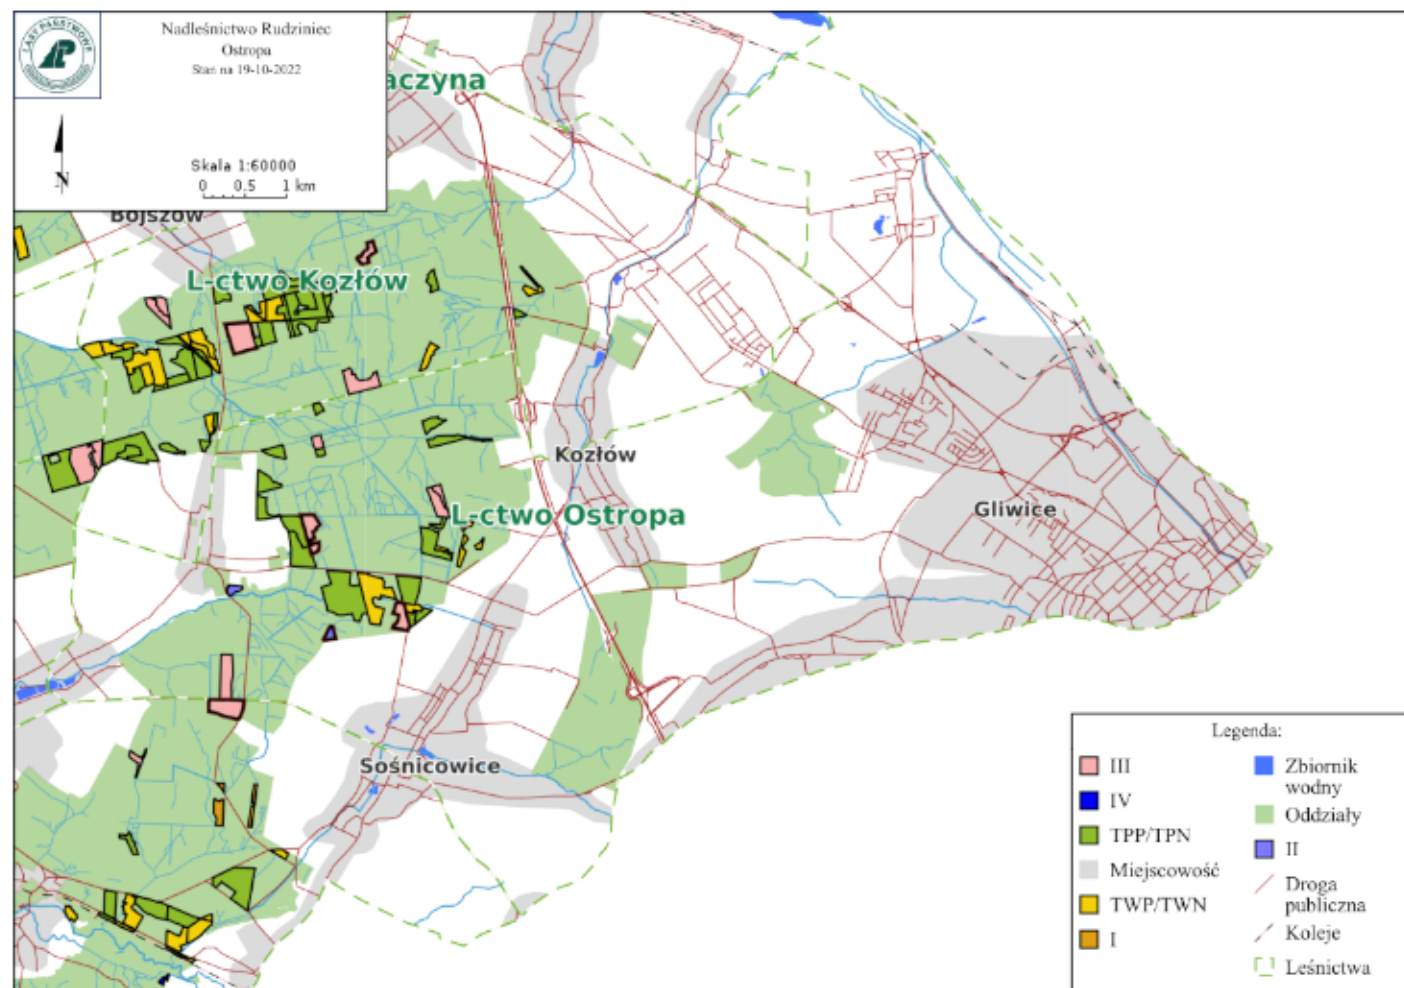 LASY PAŃSTWOWE
Nadleśnictwo Rudziniec
Ostropa
Stan na 19-10-2022
N
Skala 1:60000
0 0.5 1 km
aczyna
Bojszów
L-ctwo Kozłów
Kozłów
L-ctwo Ostropa
Gliwice
Sośnicowice
Legenda:
III
IV
TPP/TPN
Miejscowość
TWP/TWN
I
Zbiornik
wodny
Oddziały
II
Droga
publiczna
Koleje
Leśnictwa